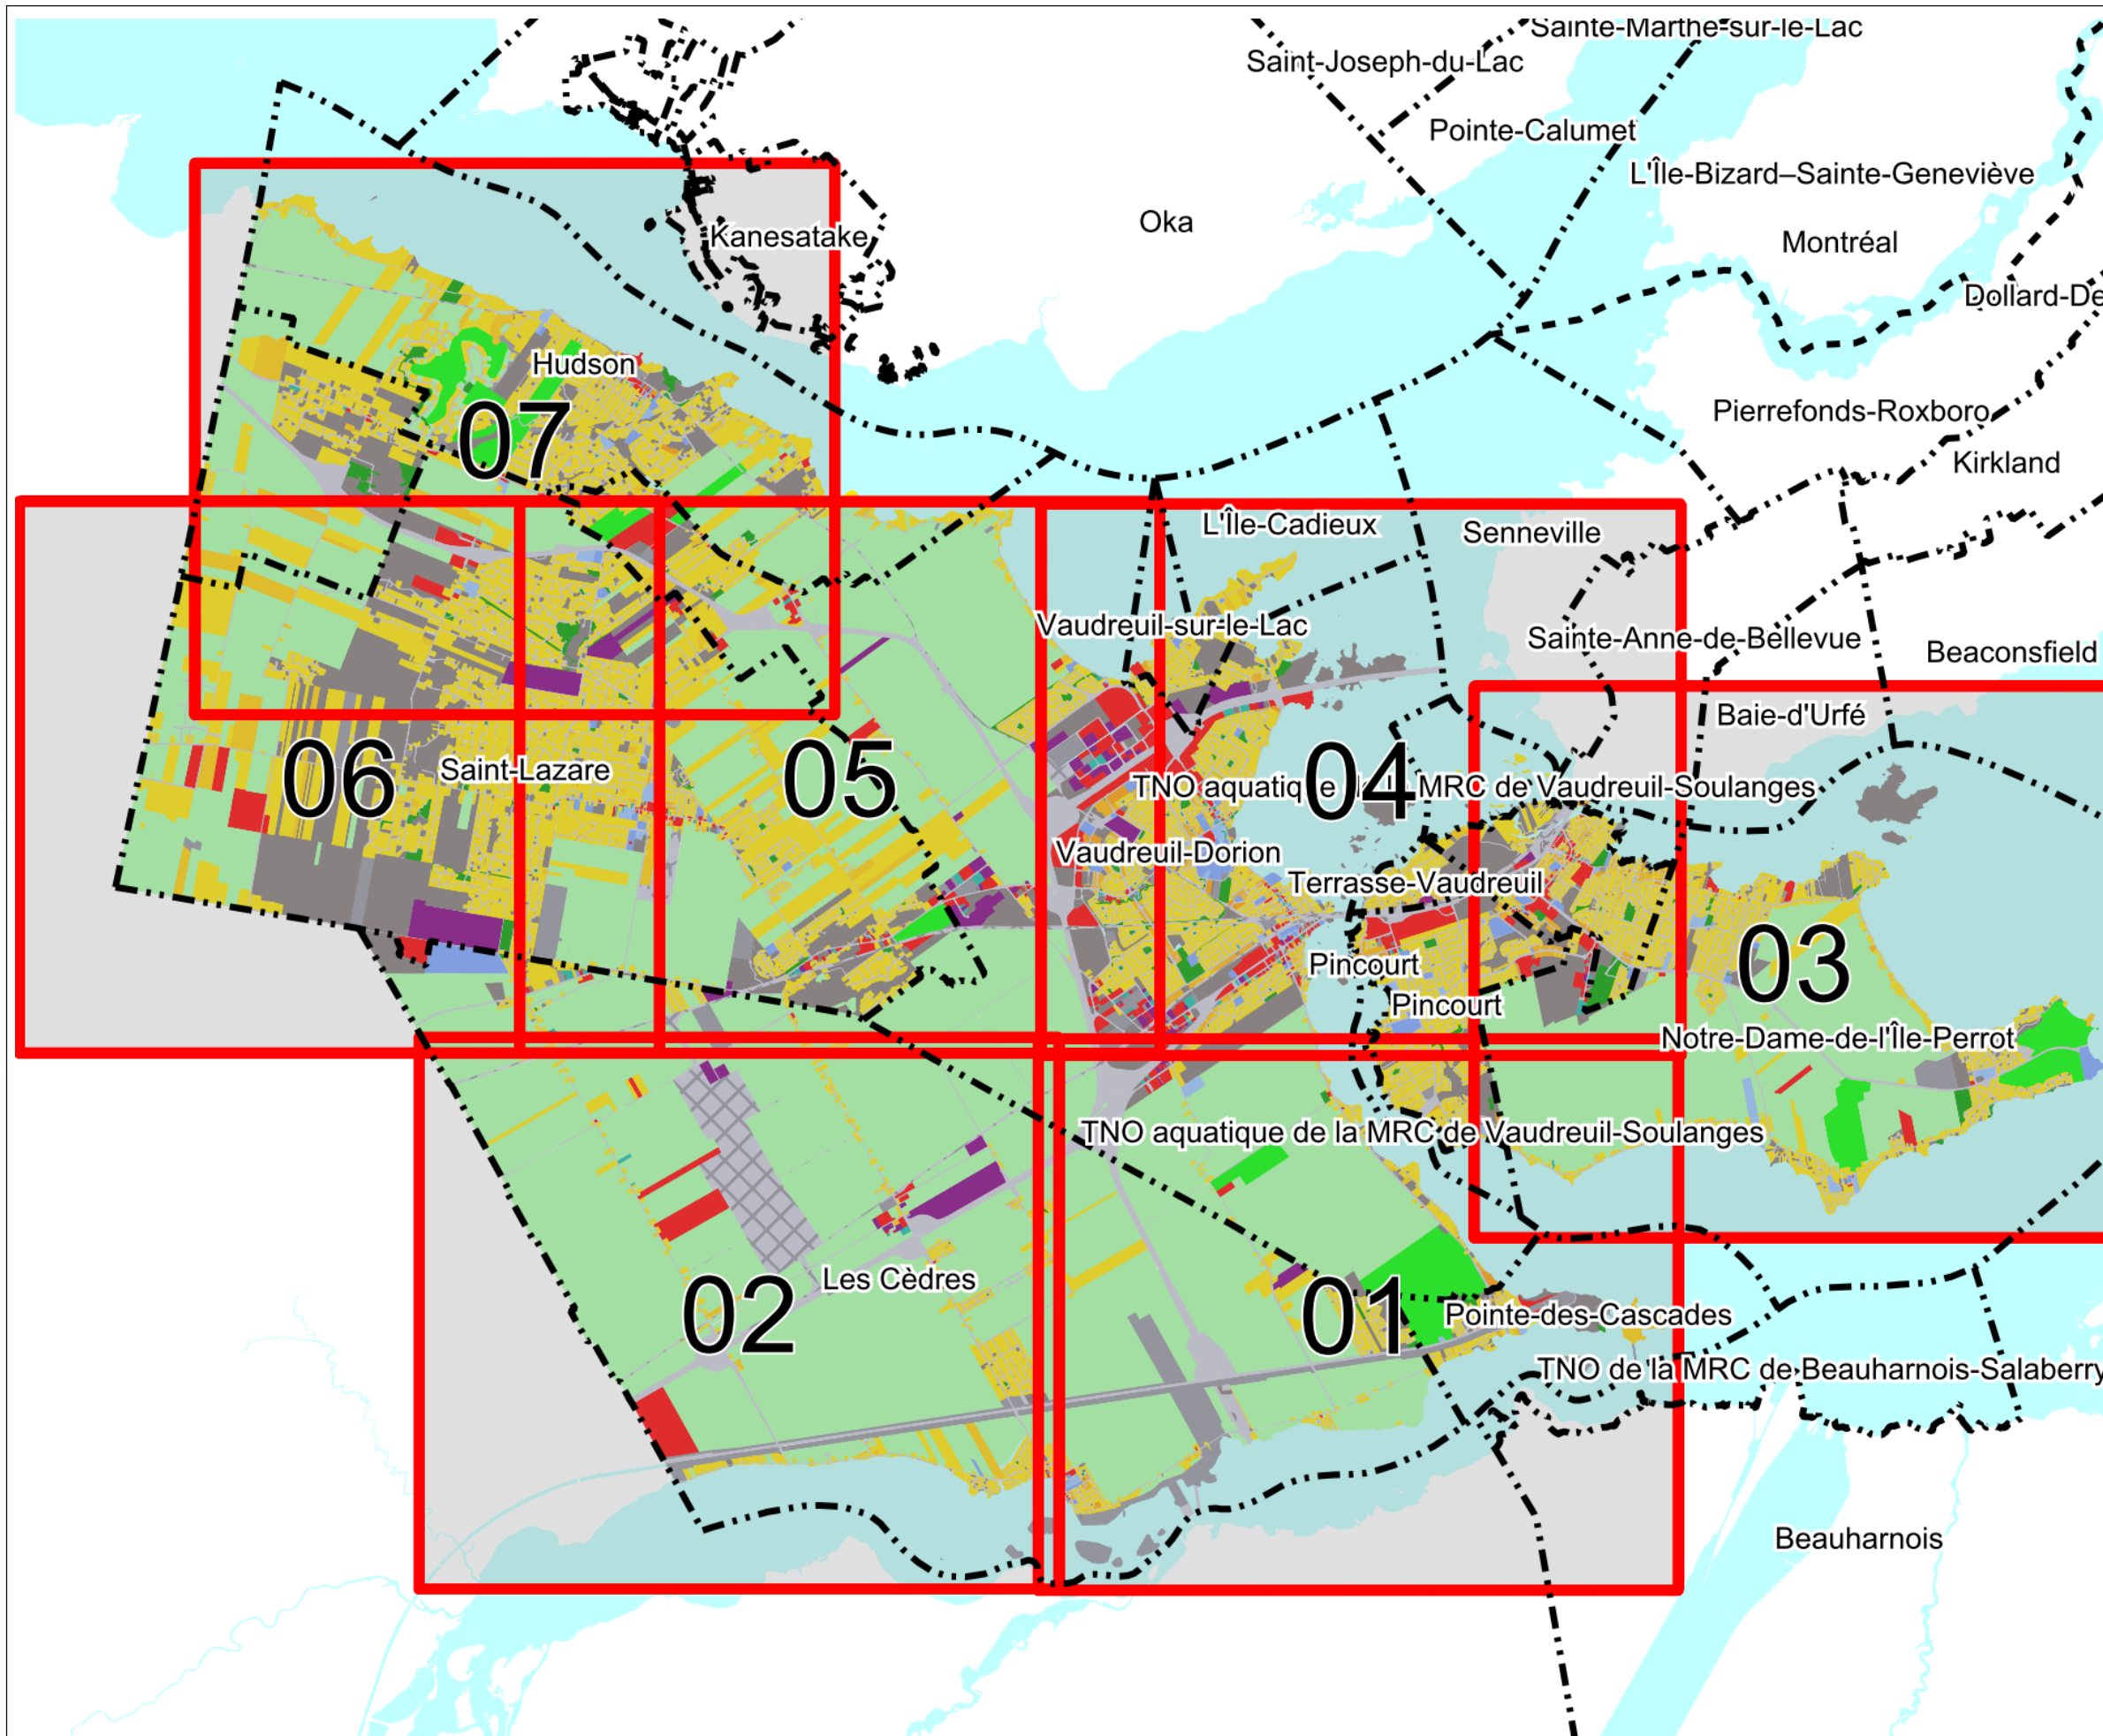 Sainte-Marthe-sur-le-Lac
Saint-Joseph-du-Lac
Pointe-Calumet
L'Île-Bizard–Sainte-Geneviève
Oka
Kanesatake
Montréal
Dollard-De
Hudson
07
Pierrefonds-Roxboro
Kirkland
L'Île-Cadieux
Senneville
Vaudreuil-sur-le-Lac
Sainte-Anne-de-Bellevue
Beaconsfield
Baie-d'Urfé
06
Saint-Lazare
05
04
TNO aquatique MRC de Vaudreuil-Soulanges
Vaudreuil-Dorion
Terrasse-Vaudreuil
03
Pincourt
Pincourt
Notre-Dame-de-l'Île-Perrot
TNO aquatique de la MRC de Vaudreuil-Soulanges
Les Cèdres
02
01
Pointe-des-Cascades
TNO de la MRC de Beauharnois-Salaberry
Beauharnois